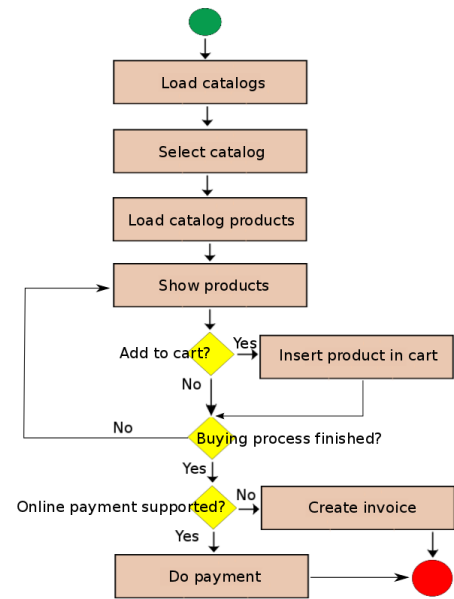 Load catalogs
Select catalog
Load catalog products
Show products
Add to cart?
Yes
Insert product in cart
No
No
Buying process finished?
Yes
Online payment supported?
No
Create invoice
Yes
Do payment